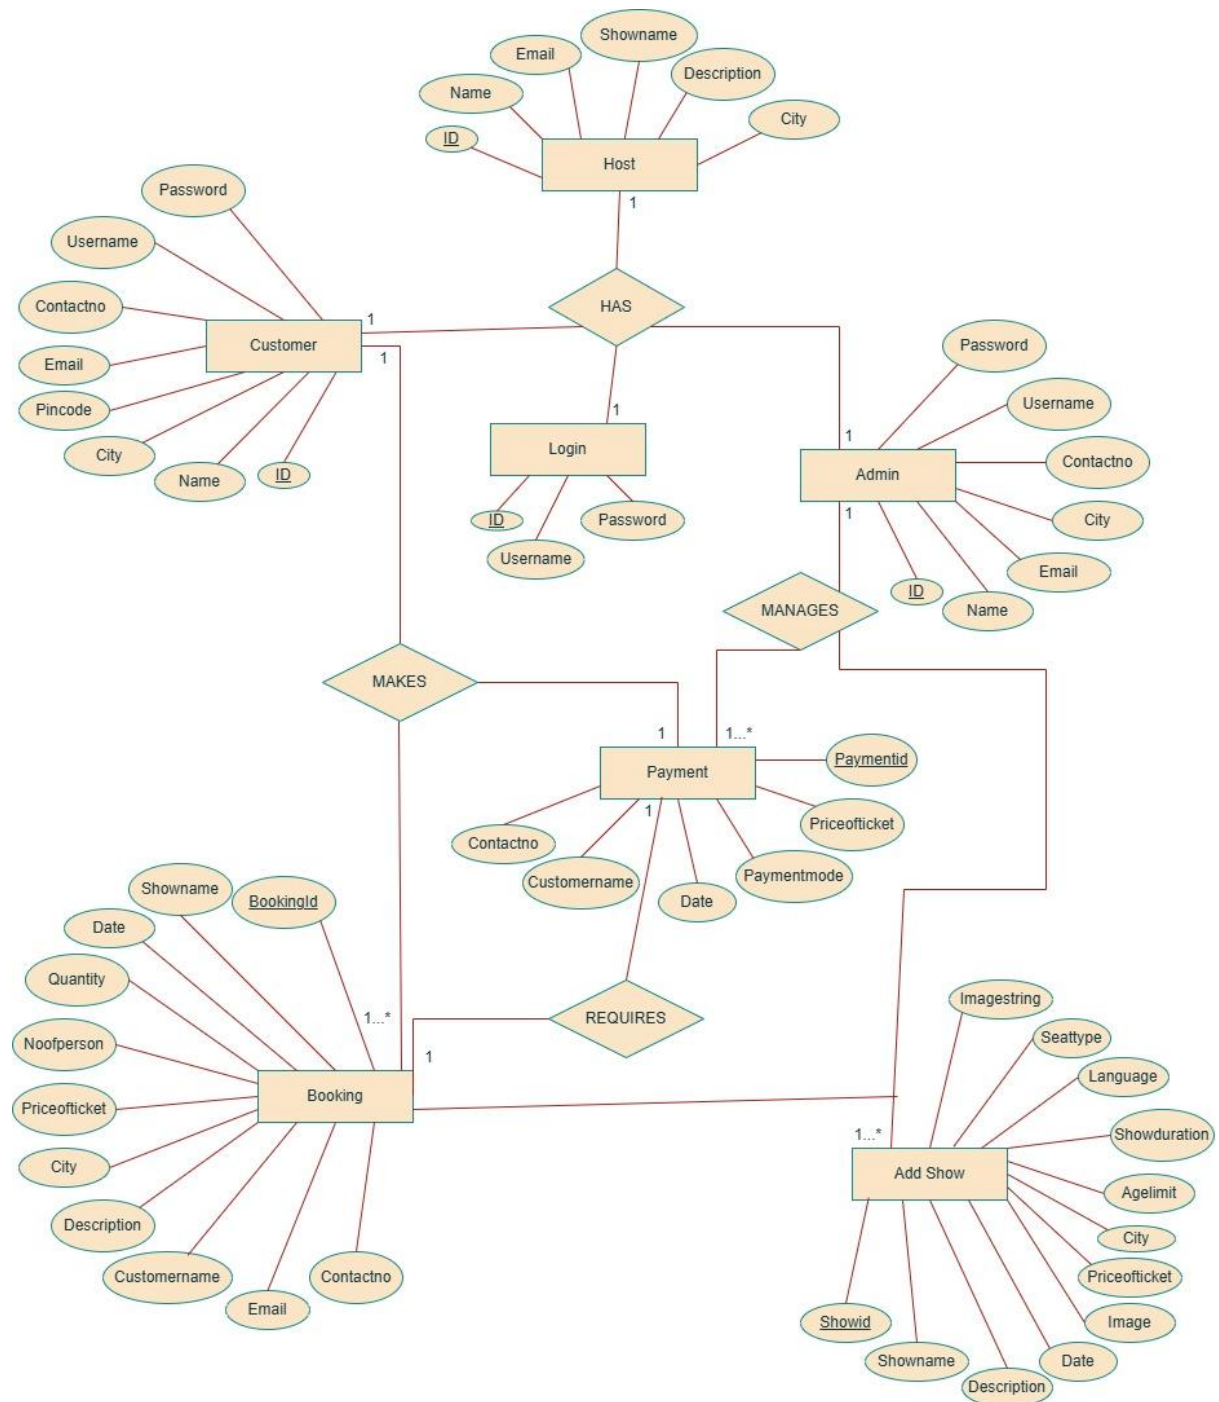 Showname
Email
Description
Name
City
ID
Host
Password
1
Username
HAS
Contactno
1
Customer
1
Password
Email
Username
Pincode
1
1
City
Login
Contactno
Name
ID
Admin
1
ID
Password
City
Username
Email
ID
Name
MANAGES
MAKES
1
1...*
Payment
Paymentid
1
Priceofticket
Contactno
Customername
Paymentmode
Date
Showname
BookingId
Date
Quantity
Imagestring
1...*
REQUIRES
Seattype
Noofperson
1
Language
Booking
Priceofticket
Showduration
1...*
City
Add Show
Agelimit
Description
City
Customername
Contactno
Priceofticket
Email
Showid
Image
Showname
Date
Description